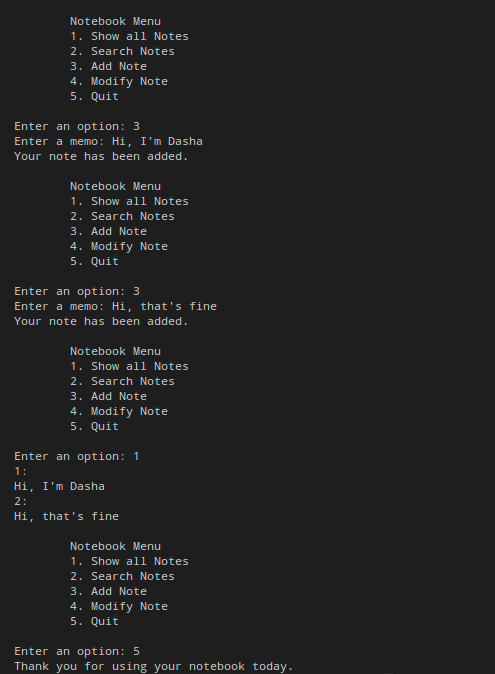 Notebook Menu
1. Show all Notes
2. Search Notes
3. Add Note
4. Modify Note
5. Quit
Enter an option: 3
Enter a memo: Hi, I'm Dasha
Your note has been added.
Notebook Menu
1. Show all Notes
2. Search Notes
3. Add Note
4. Modify Note
5. Quit
Enter an option: 3
Enter a memo: Hi, that's fine
Your note has been added.
Notebook Menu
1. Show all Notes
2. Search Notes
3. Add Note
4. Modify Note
5. Quit
Enter an option: 1
1:
Hi, I'm Dasha
2:
Hi, that's fine
Notebook Menu
1. Show all Notes
2. Search Notes
3. Add Note
4. Modify Note
5. Quit
Enter an option: 5
Thank you for using your notebook today.